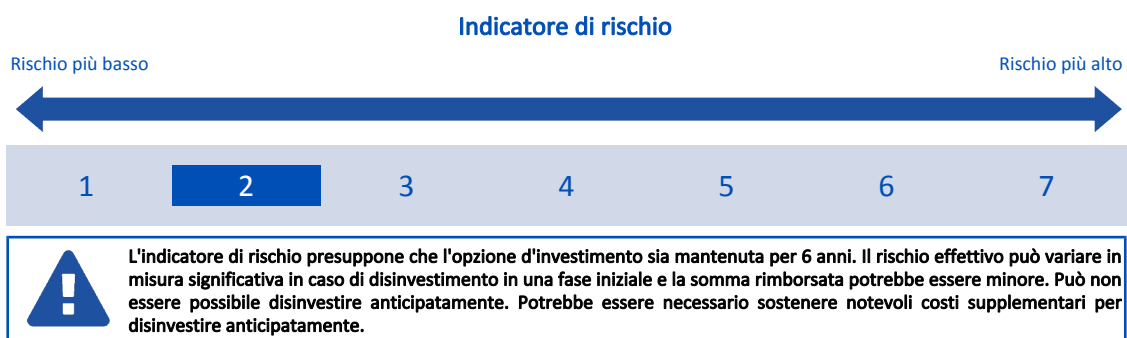 Indicatore di rischio
Rischio più basso Rischio più alto
1 2 3 4 5 6 7
L'indicatore di rischio presuppone che l'opzione d'investimento sia mantenuta per 6 anni. Il rischio effettivo può variare in
misura significativa in caso di disinvestimento in una fase iniziale e la somma rimborsata potrebbe essere minore. Può non
essere possibile disinvestire anticipatamente. Potrebbe essere necessario sostenere notevoli costi supplementari per
disinvestire anticipatamente.